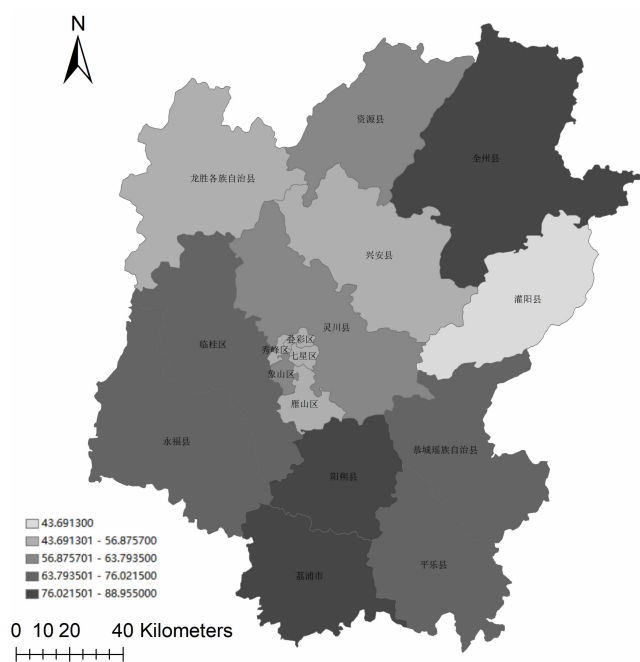 N
资源县
全州县
龙胜各族自治县
兴安县
灌阳县
灵川县
叠彩区
临桂区
秀峰区
七星区
象山区
雁山区
永福县
恭城瑶族自治县
阳朔县
平乐县
荔浦市
43.691300
43.691301 - 56.875700
56.875701 - 63.793500
63.793501 - 76.021500
76.021501 - 88.955000
0 10 20 40 Kilometers